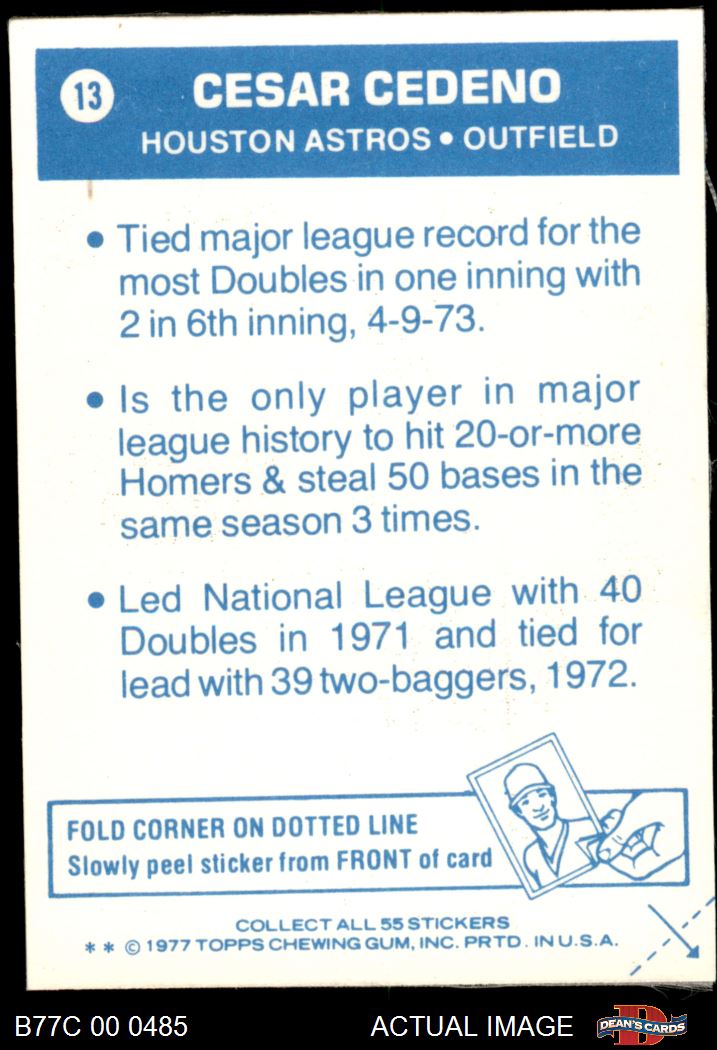 13
CESAR CEDENO
HOUSTON ASTROS • OUTFIELD
• Tied major league record for the
most Doubles in one inning with
2 in 6th inning, 4-9-73.
• Is the only player in major
league history to hit 20-or-more
Homers & steal 50 bases in the
same season 3 times.
• Led National League with 40
Doubles in 1971 and tied for
lead with 39 two-baggers, 1972.
FOLD CORNER ON DOTTED LINE
Slowly peel sticker from FRONT of card
COLLECT ALL 55 STICKERS
* * © 1977 TOPPS CHEWING GUM, INC. PRTD. IN U.S.A.
B77C 00 0485
ACTUAL IMAGE
D
DEAN'S CARDS